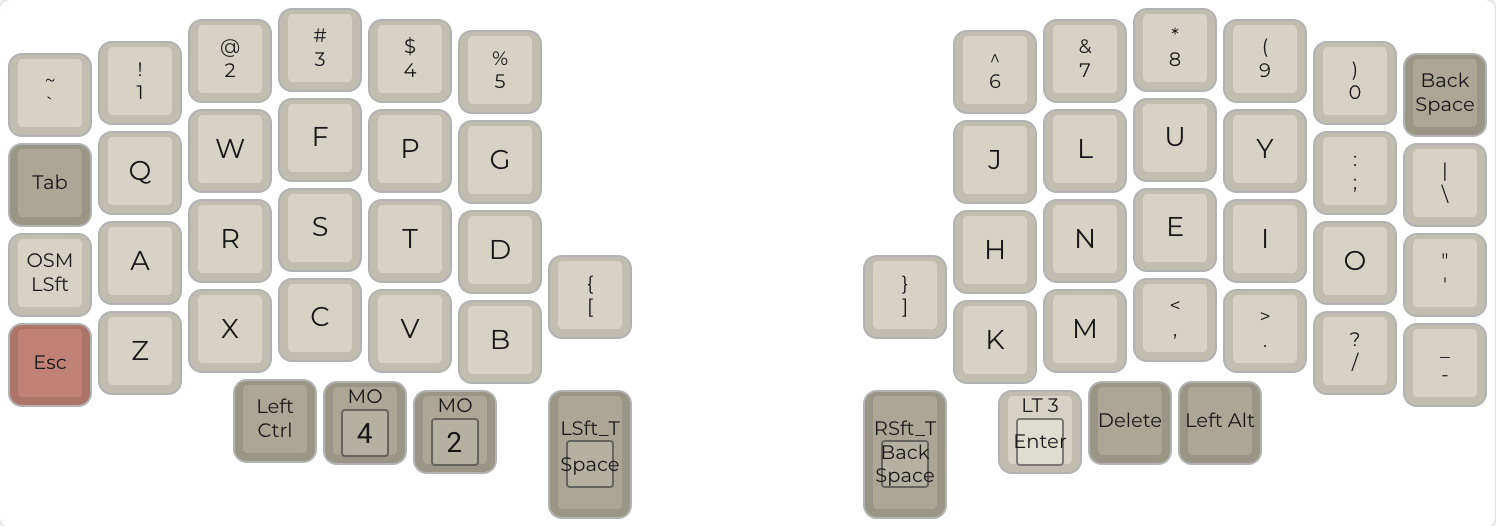 ~ ! @ # $ % ^ & * ( ) Back
` 1 2 3 4 5 6 7 8 9 0 Space
Tab Q W F P G J L U Y : |
; \
OSM A R S T D { } H N E I O "
LSft [ ] '
Esc Z X C V B K M < > ? _
, . / -
Left MO MO LSft_T RSft_T LT 3 Delete Left Alt
Ctrl 4 2 Space Back Enter
Space